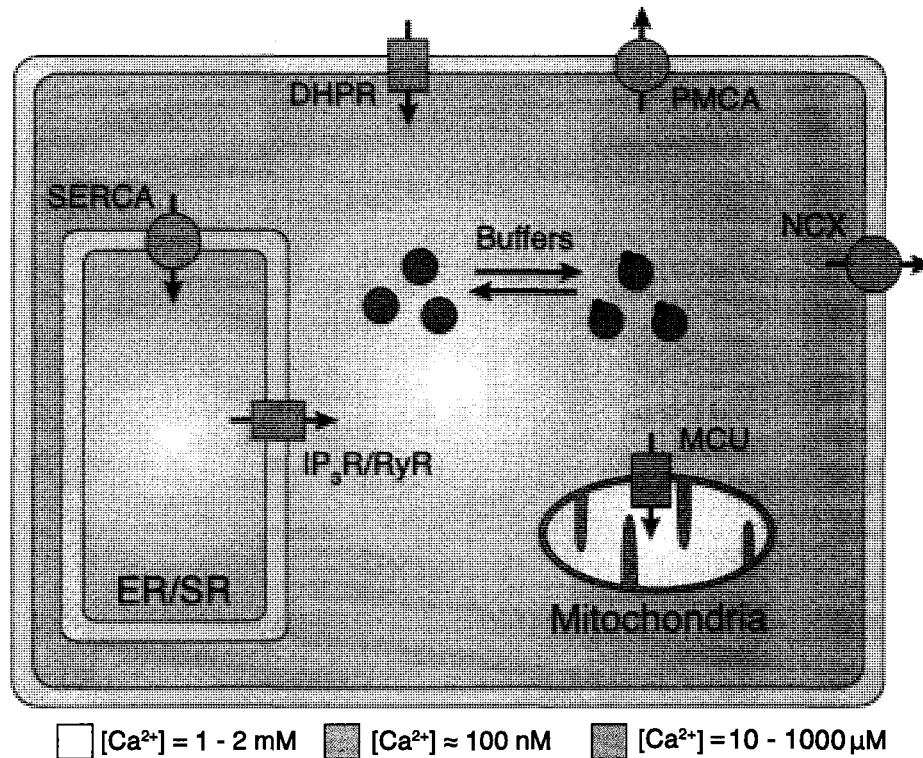 DHPR
PMCA
SERCA
Buffers
NCX
IP3R/RyR
MCU
ER/SR
Mitochondria
[Ca²⁺] = 1 - 2 mM [Ca²⁺] ≈ 100 nM [Ca²⁺] = 10 - 1000 µM